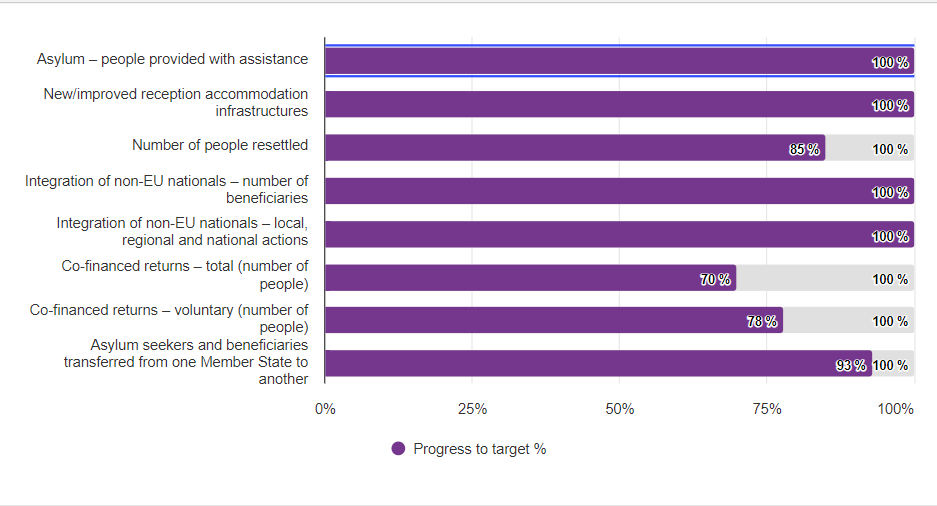 Asylum – people provided with assistance
100 %
New/improved reception accommodation
infrastructures
100 %
Number of people resettled
85 % 100 %
Integration of non-EU nationals – number of
beneficiaries
100 %
Integration of non-EU nationals – local,
regional and national actions
100 %
Co-financed returns – total (number of
people)
70 % 100 %
Co-financed returns – voluntary (number of
people)
78 % 100 %
Asylum seekers and beneficiaries
transferred from one Member State to
another
93 % 100 %
0% 25% 50% 75% 100%
Progress to target %